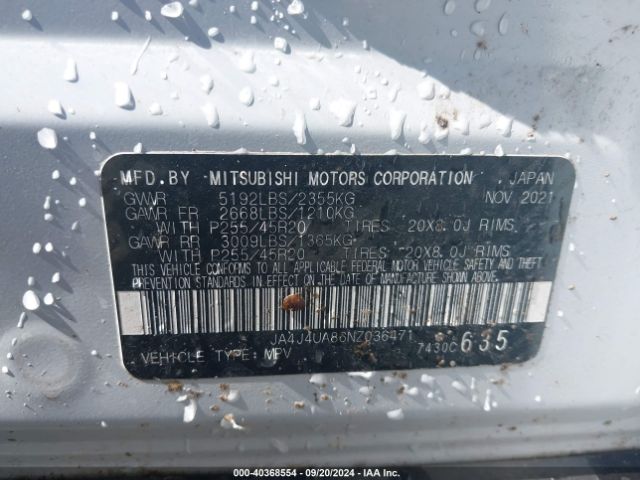 MFD.BY MITSUBISHI MOTORS CORPORATION JAPAN
GVWR 5192LBS/2355KG NOV 2021
GAWR FR 2668LBS/1210KG
WITH P255/45R20 TIRES 20X8.0J RIMS
GAWR RR 3009LBS/1365KG
WITH P255/45R20 TIRES 20X8.0J RIMS
THIS VEHICLE CONFORMS TO ALL APPLICABLE FEDERAL MOTOR VEHICLE SAFETY AND THEFT
PREVENTION STANDARDS IN EFFECT ON THE DATE OF MANUFACTURE SHOWN ABOVE.
JA4J4UA86NZ036471
VEHICLE TYPE: MPV 7430C 635
000-40368554 - 09/20/2024 - IAA Inc.